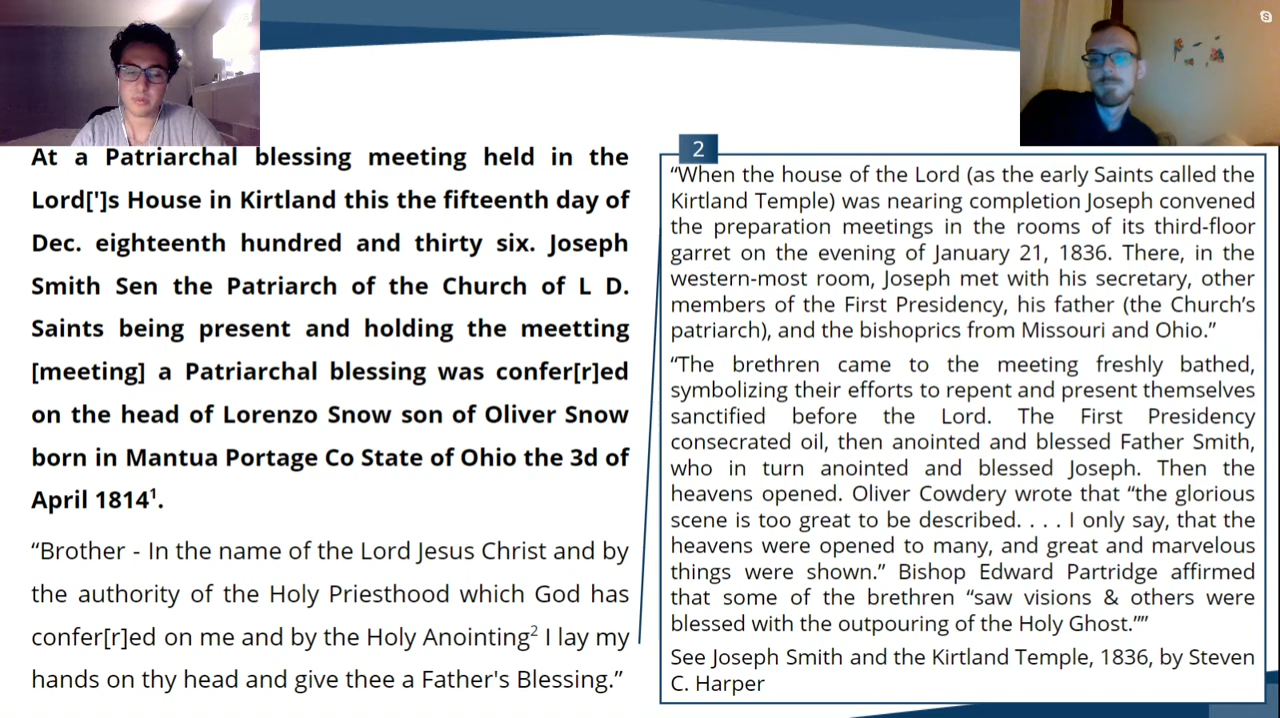 At a Patriarchal blessing meeting held in the
Lord[']s House in Kirtland this the fifteenth day of
Dec. eighteenth hundred and thirty six. Joseph
Smith Sen the Patriarch of the Church of L D.
Saints being present and holding the meetting
[meeting] a Patriarchal blessing was confer[r]ed
on the head of Lorenzo Snow son of Oliver Snow
born in Mantua Portage Co State of Ohio the 3d of
April 1814¹.
“Brother - In the name of the Lord Jesus Christ and by
the authority of the Holy Priesthood which God has
confer[r]ed on me and by the Holy Anointing² I lay my
hands on thy head and give thee a Father's Blessing.”
2
“When the house of the Lord (as the early Saints called the
Kirtland Temple) was nearing completion Joseph convened
the preparation meetings in the rooms of its third-floor
garret on the evening of January 21, 1836. There, in the
western-most room, Joseph met with his secretary, other
members of the First Presidency, his father (the Church’s
patriarch), and the bishoprics from Missouri and Ohio.”
“The brethren came to the meeting freshly bathed,
symbolizing their efforts to repent and present themselves
sanctified before the Lord. The First Presidency
consecrated oil, then anointed and blessed Father Smith,
who in turn anointed and blessed Joseph. Then the
heavens opened. Oliver Cowdery wrote that “the glorious
scene is too great to be described. . . . I only say, that the
heavens were opened to many, and great and marvelous
things were shown.” Bishop Edward Partridge affirmed
that some of the brethren “saw visions & others were
blessed with the outpouring of the Holy Ghost.””
See Joseph Smith and the Kirtland Temple, 1836, by Steven
C. Harper